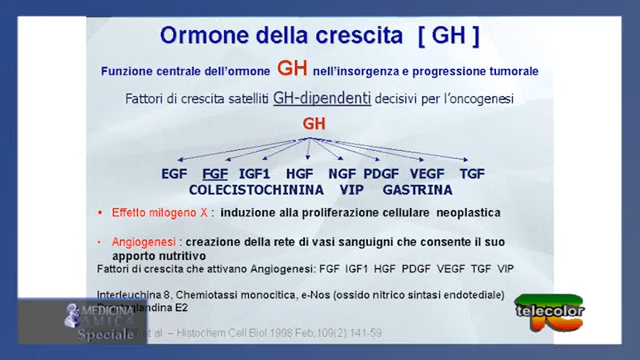 Ormone della crescita [ GH ]
Funzione centrale dell'ormone GH nell'insorgenza e progressione tumorale
Fattori di crescita satelliti GH-dipendenti decisivi per l'oncogenesi
GH
EGF FGF IGF1 HGF NGF PDGF VEGF TGF
COLECISTOCHININA VIP GASTRINA
▪ Effetto mitogeno X : induzione alla proliferazione cellulare neoplastica
• Angiogenesi : creazione della rete di vasi sanguigni che consente il suo
apporto nutritivo
Fattori di crescita che attivano Angiogenesi: FGF IGF1 HGF PDGF VEGF TGF VIP
Interleuchina 8, Chemiotassi monocitica, e-Nos (ossido nitrico sintasi endotediale)
E2
et al. – Histochem Cell Biol 1998 Feb;109(2):141-59
MEDICINA
AMICA
Speciale
telecolor